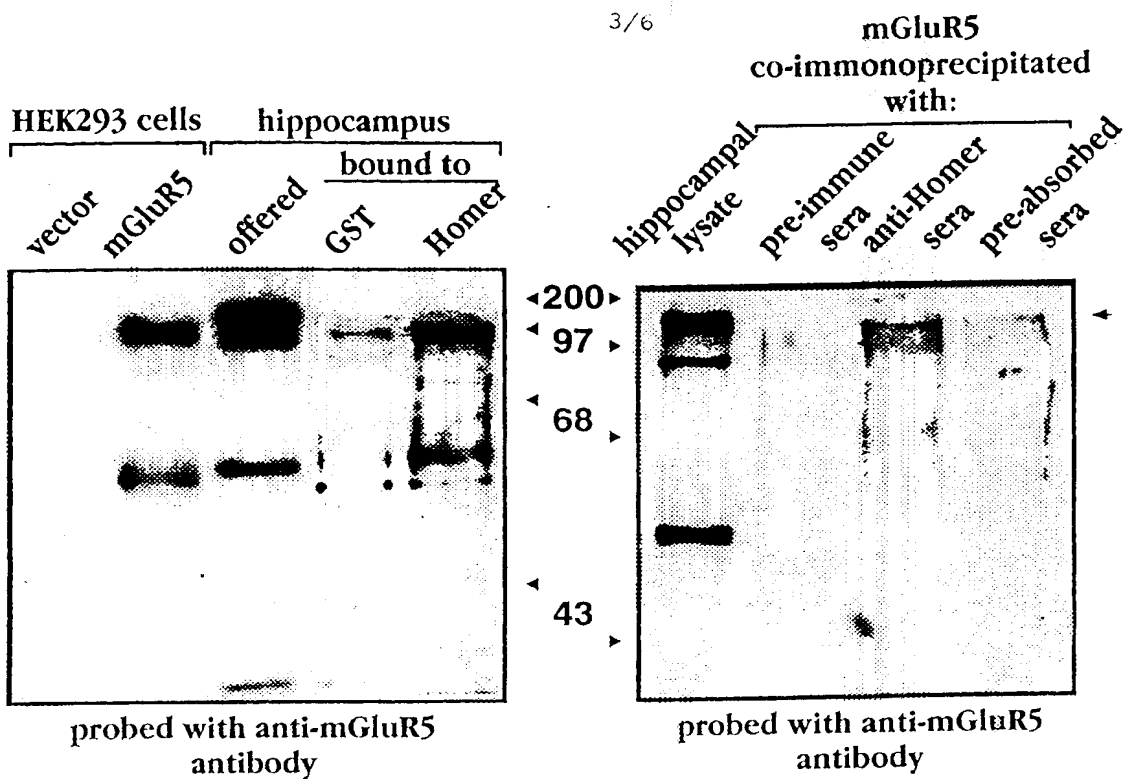 3/6
HEK293 cells
hippocampus
bound to
vector
mGluR5
offered
GST
Homer
200
97
68
43
probed with anti-mGluR5
antibody
mGluR5
co-immonoprecipitated
with:
hippocampal
lysate
pre-immune
sera
anti-Homer
sera
pre-absorbed
sera
probed with anti-mGluR5
antibody